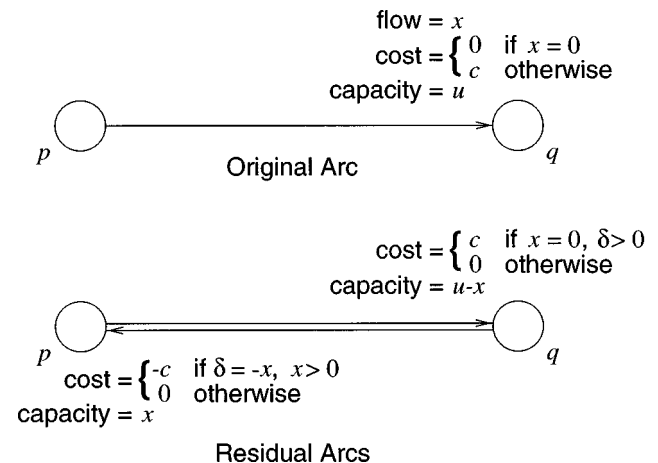 flow = x
cost = { 0 if x = 0
c otherwise
capacity = u
p
q
Original Arc
cost = { c if x = 0, δ> 0
0 otherwise
capacity = u-x
p
q
cost = { -c if δ = -x, x> 0
0 otherwise
capacity = x
Residual Arcs